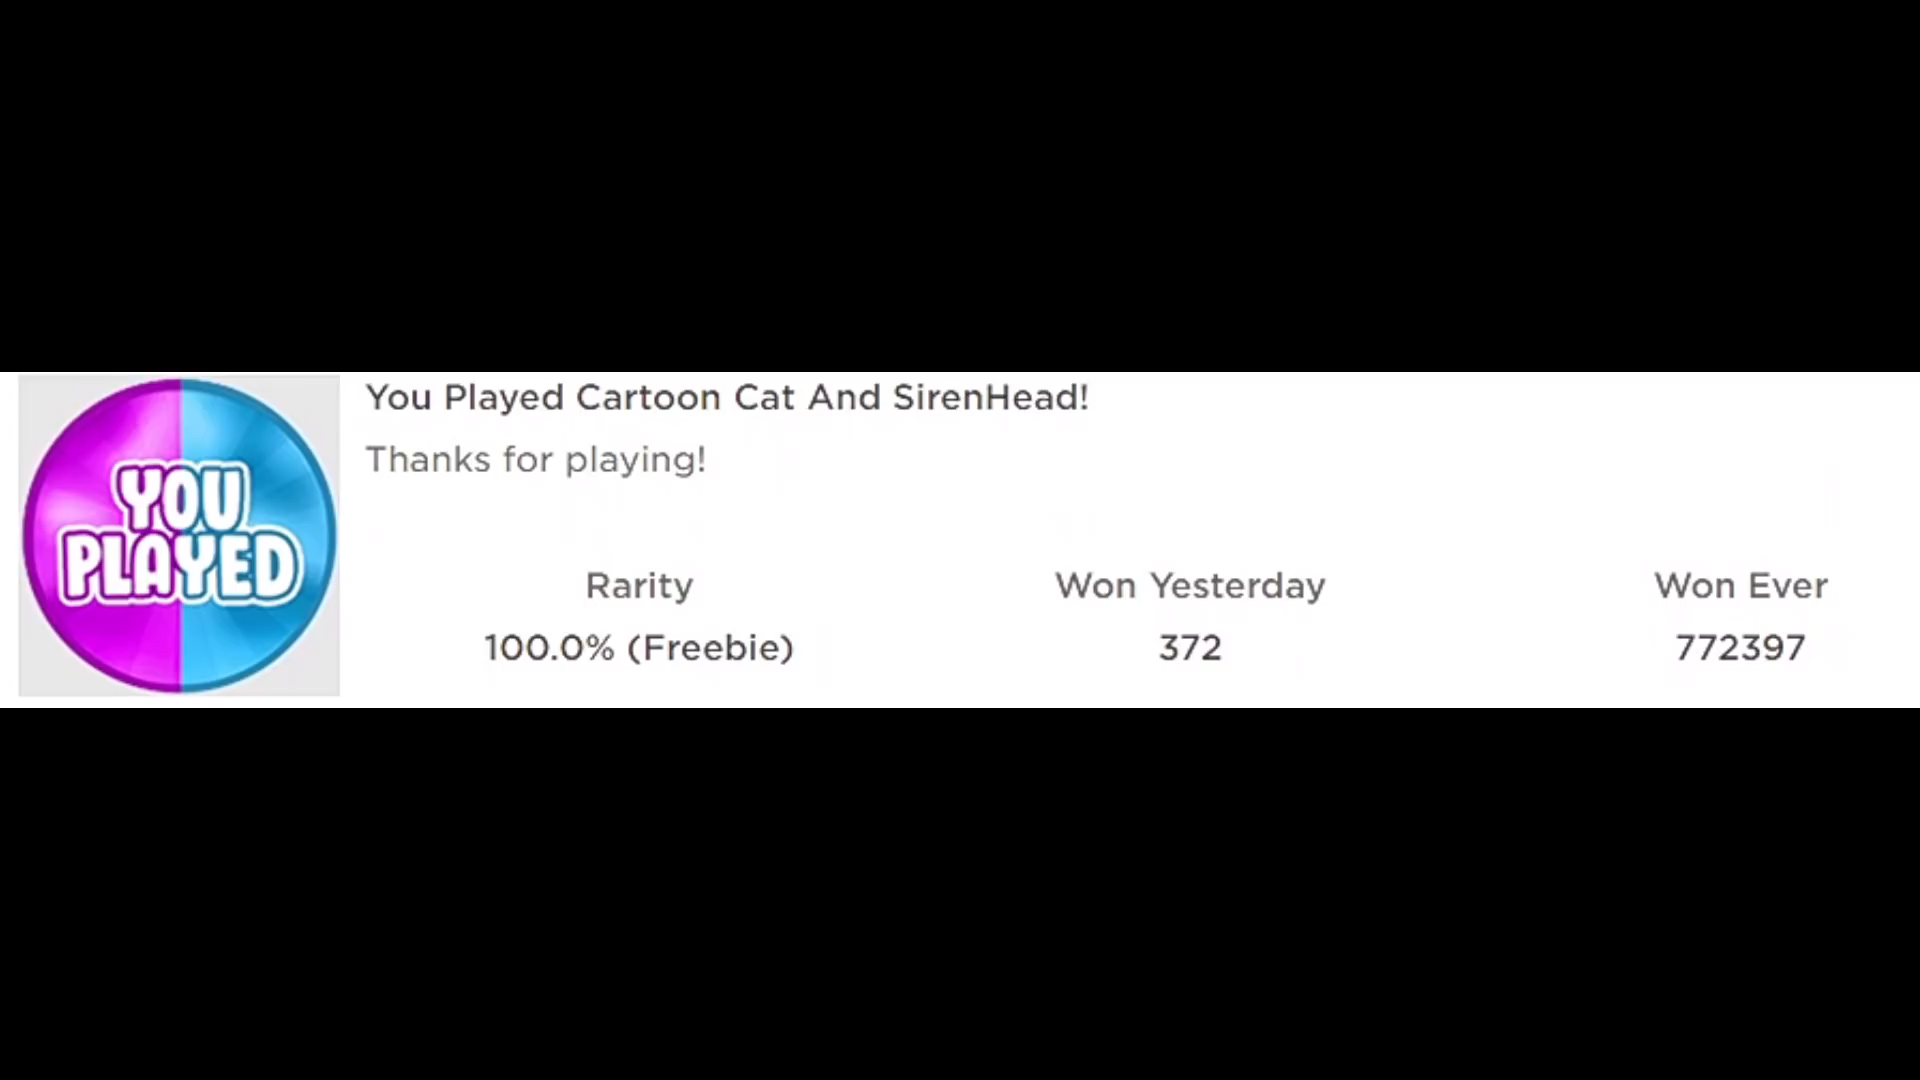 YOU
PLAYED
You Played Cartoon Cat And SirenHead!
Thanks for playing!
Rarity Won Yesterday Won Ever
100.0% (Freebie) 372 772397